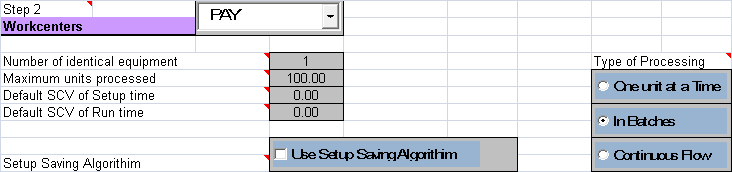 Step 2
PAY
Workcenters
Number of identical equipment 1 Type of Processing
Maximum units processed 100.00
Default SCV of Setup time 0.00 One unit at a Time
Default SCV of Run time 0.00
In Batches
Setup Saving Algorithim Use Setup Saving Algorithim Continuous Flow